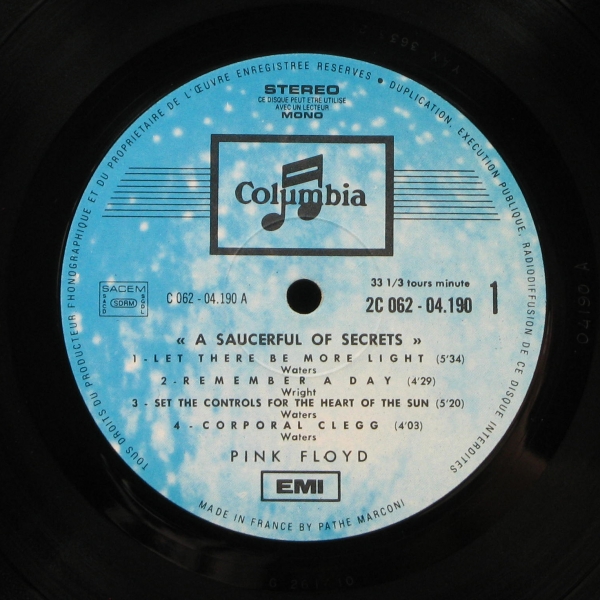 TOUS DROITS DU PRODUCTEUR PHONOGRAPHIQUE ET DU PROPRIETAIRE DE L'ŒUVRE ENREGISTREE RESERVES • DUPLICATION, EXECUTION PUBLIQUE, RADIODIFFUSION DE CE DISQUE INTERDITES
STEREO
CE DISQUE PEUT ETRE UTILISE
AVEC UN LECTEUR
MONO
Columbia
SACEM
SACD
SDRM
SGDL
C 062 - 04.190 A
33 1/3 tours minute
2C 062 - 04.190
1
« A SAUCERFUL OF SECRETS »
1 - LET THERE BE MORE LIGHT (5'34)
Waters
2 - REMEMBER A DAY (4'29)
Wright
3 - SET THE CONTROLS FOR THE HEART OF THE SUN (5'20)
Waters
4 - CORPORAL CLEGG (4'03)
Waters
PINK FLOYD
EMI
MADE IN FRANCE BY PATHE MARCONI